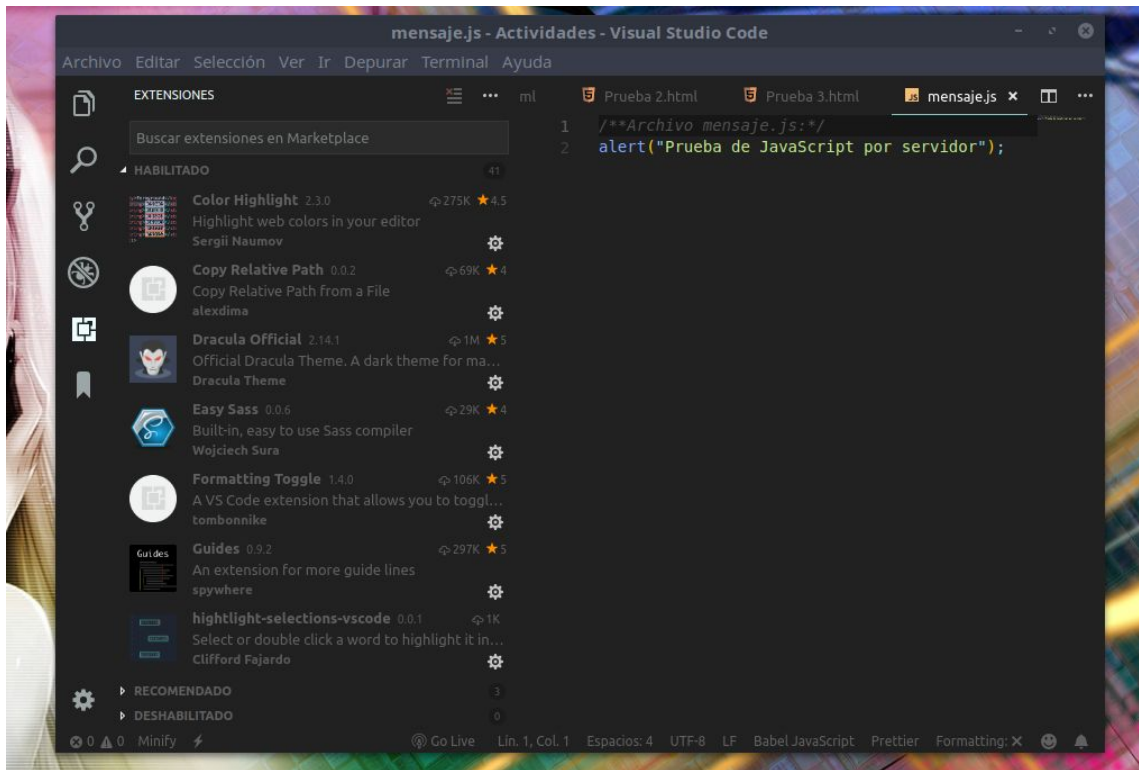 mensaje.js - Actividades - Visual Studio Code
Archivo Editar Selección Ver Ir Depurar Terminal Ayuda
EXTENSIONES
ml Prueba 2.html Prueba 3.html mensaje.js
Buscar extensiones en Marketplace
1 /**Archivo mensaje.js:*/
2 alert("Prueba de JavaScript por servidor");
HABILITADO 41
Color Highlight 2.3.0 275K 4.5
Highlight web colors in your editor
Sergii Naumov
Copy Relative Path 0.0.2 69K 4
Copy Relative Path from a File
alexdima
Dracula Official 2.14.1 1M 5
Official Dracula Theme. A dark theme for ma...
Dracula Theme
Easy Sass 0.0.6 29K 4
Built-in, easy to use Sass compiler
Wojciech Sura
Formatting Toggle 1.4.0 106K 5
A VS Code extension that allows you to toggl...
tombonnike
Guides
Guides 0.9.2 297K 5
An extension for more guide lines
spywhere
hightlight-selections-vscode 0.0.1 1K
Select or double click a word to highlight it in...
Clifford Fajardo
RECOMENDADO 3
DESHABILITADO 0
0 0 Minify Go Live Lín. 1, Col. 1 Espacios: 4 UTF-8 LF Babel JavaScript Prettier Formatting: